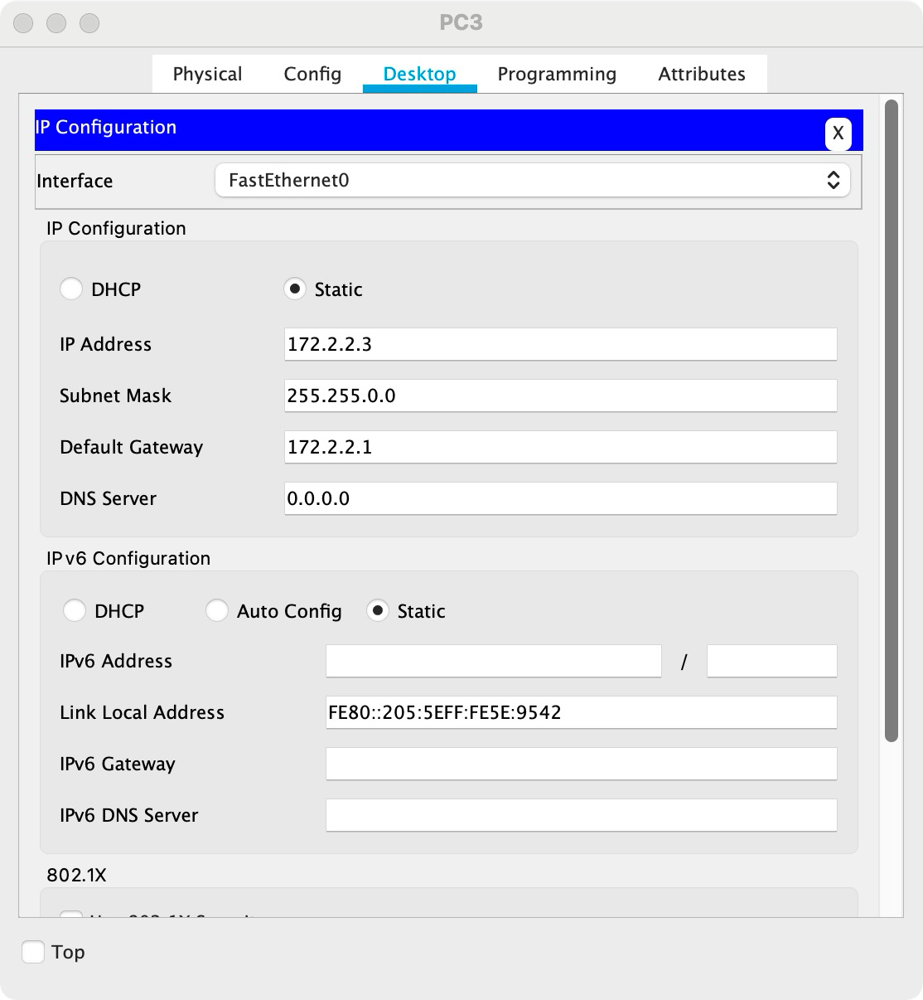 PC3
Physical Config Desktop Programming Attributes
IP Configuration
X
Interface FastEthernet0
IP Configuration
DHCP Static
IP Address 172.2.2.3
Subnet Mask 255.255.0.0
Default Gateway 172.2.2.1
DNS Server 0.0.0.0
IPv6 Configuration
DHCP Auto Config Static
IPv6 Address /
Link Local Address FE80::205:5EFF:FE5E:9542
IPv6 Gateway
IPv6 DNS Server
802.1X
Top